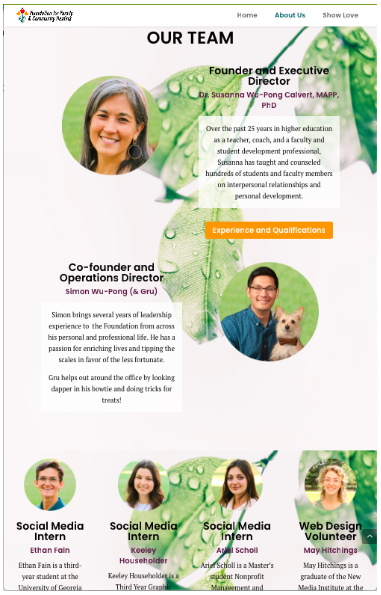 Foundation for Family
& Community Healing
Home About Us Show Love
OUR TEAM
Founder and Executive
Director
Dr. Susanna Wu-Pong Calvert, MAPP,
PhD
Over the past 25 years in higher education
as a teacher, coach, and a faculty and
student development professional,
Susanna has taught and counseled
hundreds of students and faculty members
on interpersonal relationships and
personal development.
Experience and Qualifications
Co-founder and
Operations Director
Simon Wu-Pong (& Gru)
Simon brings several years of leadership
experience to the Foundation from across
his personal and professional life. He has a
passion for enriching lives and tipping the
scales in favor of the less fortunate.
Gru helps out around the office by looking
dapper in his bowtie and doing tricks for
treats!
Social Media
Intern
Ethan Fain
Ethan Fain is a third-
year student at the
University of Georgia
Social Media
Intern
Keeley
Householder
Keeley Householder is a
Third Year Graphic
Social Media
Intern
Ariel Scholl
Ariel Scholl is a Master's
student Nonprofit
Management and
Web Design
Volunteer
May Hitchings
May Hitchings is a
graduate of the New
Media Institute at the